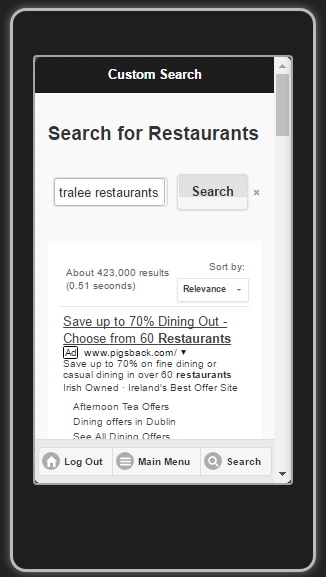 Custom Search
Search for Restaurants
tralee restaurants Search ×
About 423,000 results
(0.51 seconds)
Sort by:
Relevance
Save up to 70% Dining Out -
Choose from 60 Restaurants
Ad www.pigsback.com/ ▼
Save up to 70% on fine dining or
casual dining in over 60 restaurants
Irish Owned · Ireland's Best Offer Site
Afternoon Tea Offers
Dining offers in Dublin
See All Dining Offers
Log Out Main Menu Search